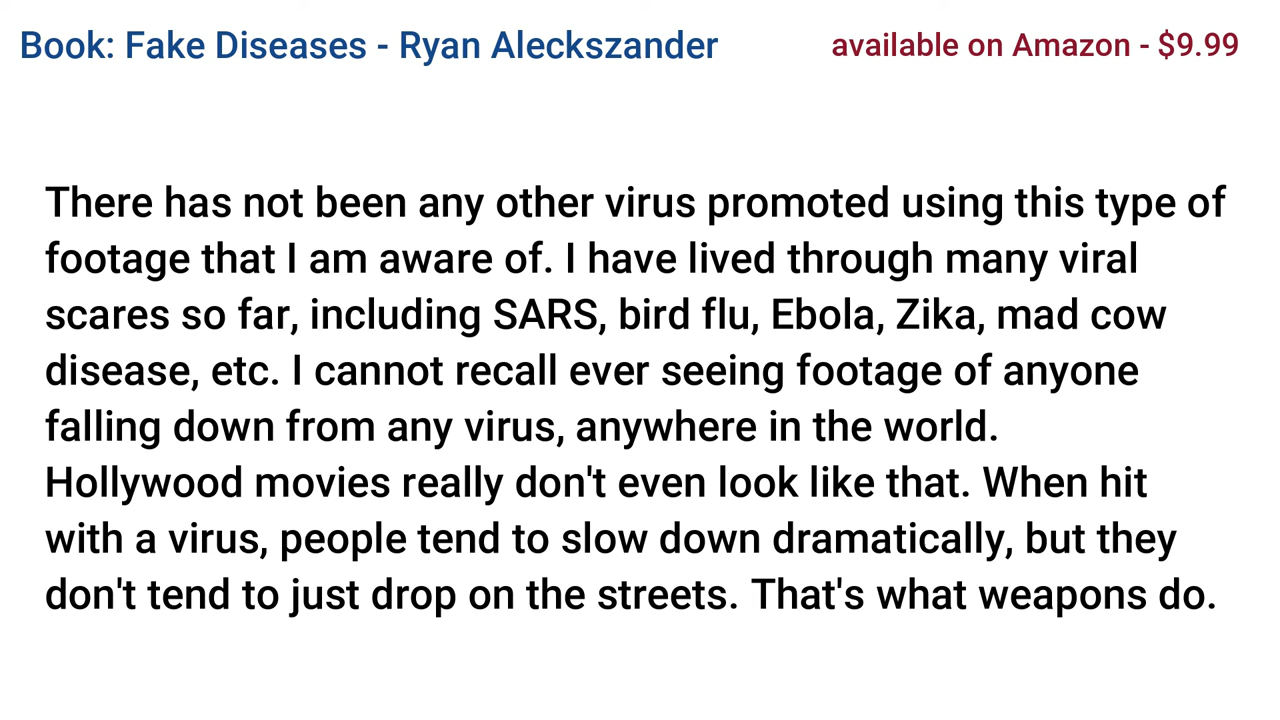 Book: Fake Diseases - Ryan Aleckszander
available on Amazon - $9.99
There has not been any other virus promoted using this type of
footage that I am aware of. I have lived through many viral
scares so far, including SARS, bird flu, Ebola, Zika, mad cow
disease, etc. I cannot recall ever seeing footage of anyone
falling down from any virus, anywhere in the world.
Hollywood movies really don't even look like that. When hit
with a virus, people tend to slow down dramatically, but they
don't tend to just drop on the streets. That's what weapons do.